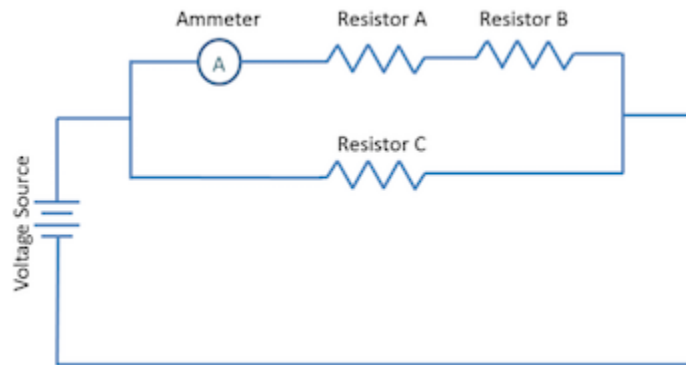 Ammeter
Resistor A
Resistor B
A
Resistor C
Voltage Source